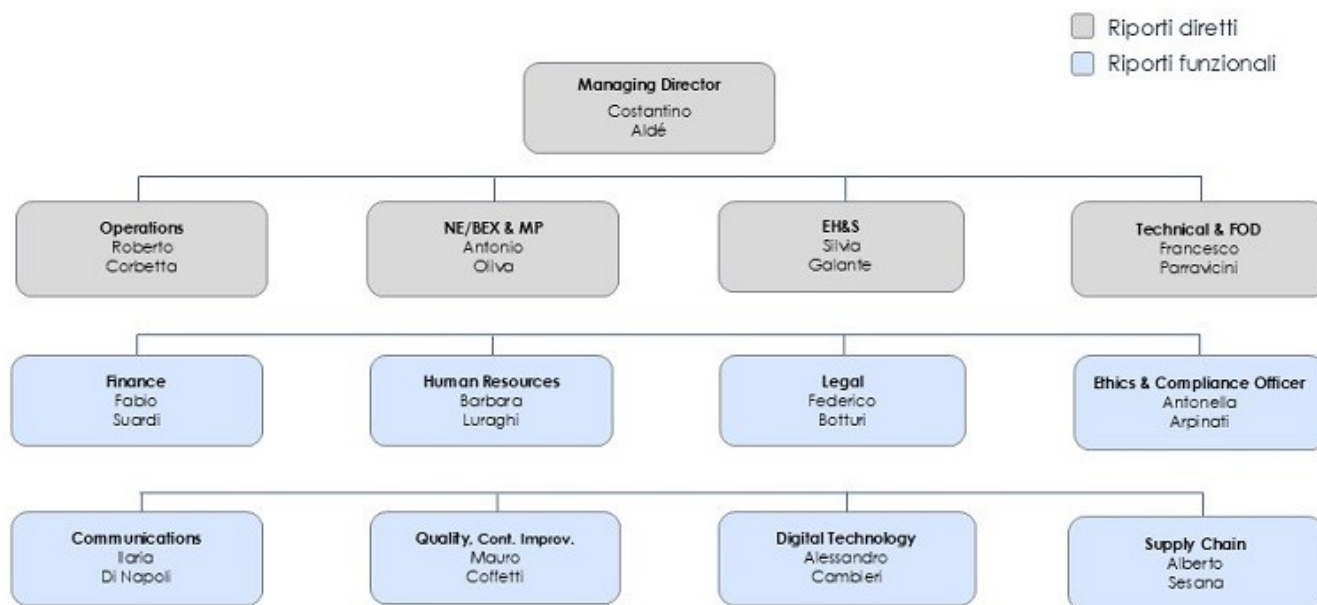 Riporti diretti
Riporti funzionali
Managing Director
Costantino
Aldé
Operations
Roberto
Corbetta
NE/BEX & MP
Antonio
Oliva
EH&S
Silvia
Galante
Technical & FOD
Francesco
Parravicini
Finance
Fabio
Suardi
Human Resources
Barbara
Luraghi
Legal
Federico
Botturi
Ethics & Compliance Officer
Antonella
Arpinati
Communications
Ilaria
Di Napoli
Quality, Cont. Improv.
Mauro
Coffetti
Digital Technology
Alessandro
Cambieri
Supply Chain
Alberto
Sesana